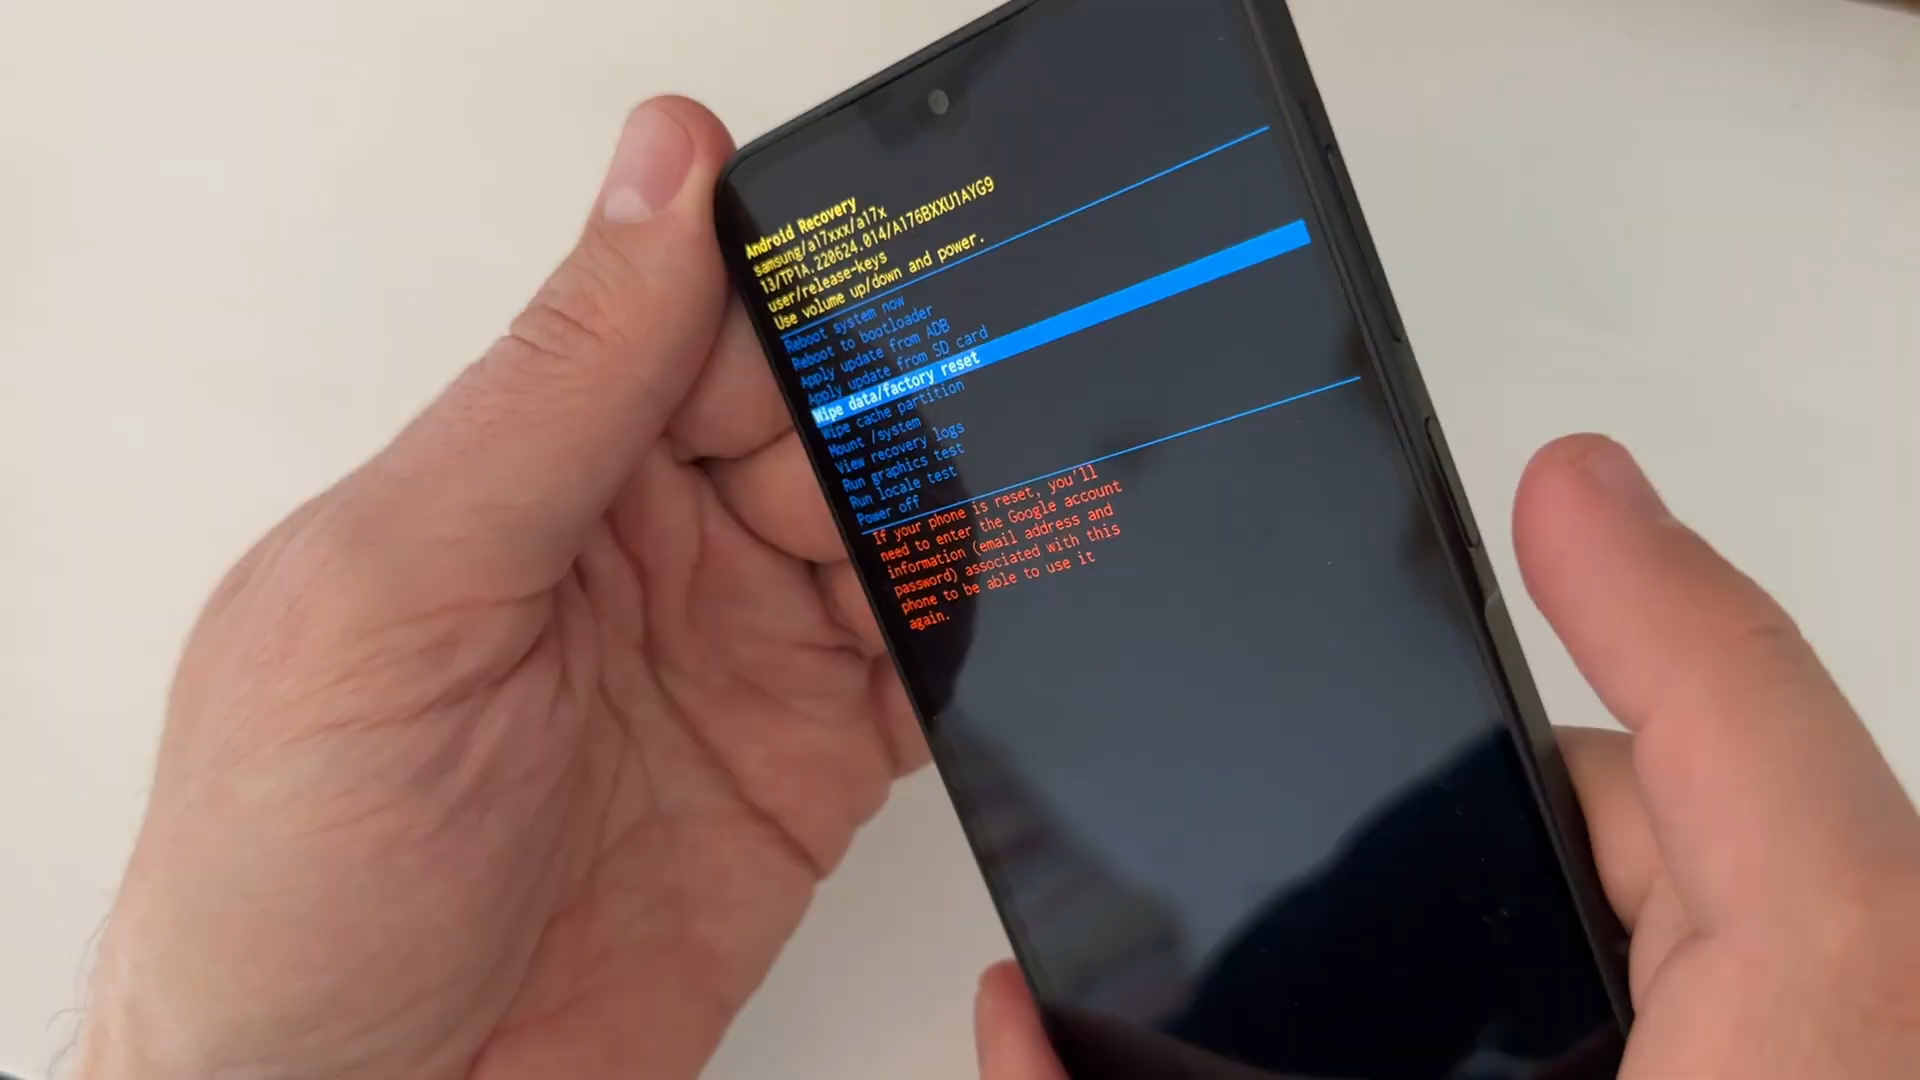 Android Recovery
samsung/a17xxx/a17x
13/TP1A.220624.014/A176BXXU1AYG9
user/release-keys
Use volume up/down and power.
Reboot system now
Reboot to bootloader
Apply update from ADB
Apply update from SD card
Wipe data/factory reset
Wipe cache partition
Mount /system
View recovery logs
Run graphics test
Run locale test
Power off
If your phone is reset, you'll
need to enter the Google account
information (email address and
password) associated with this
phone to be able to use it
again.